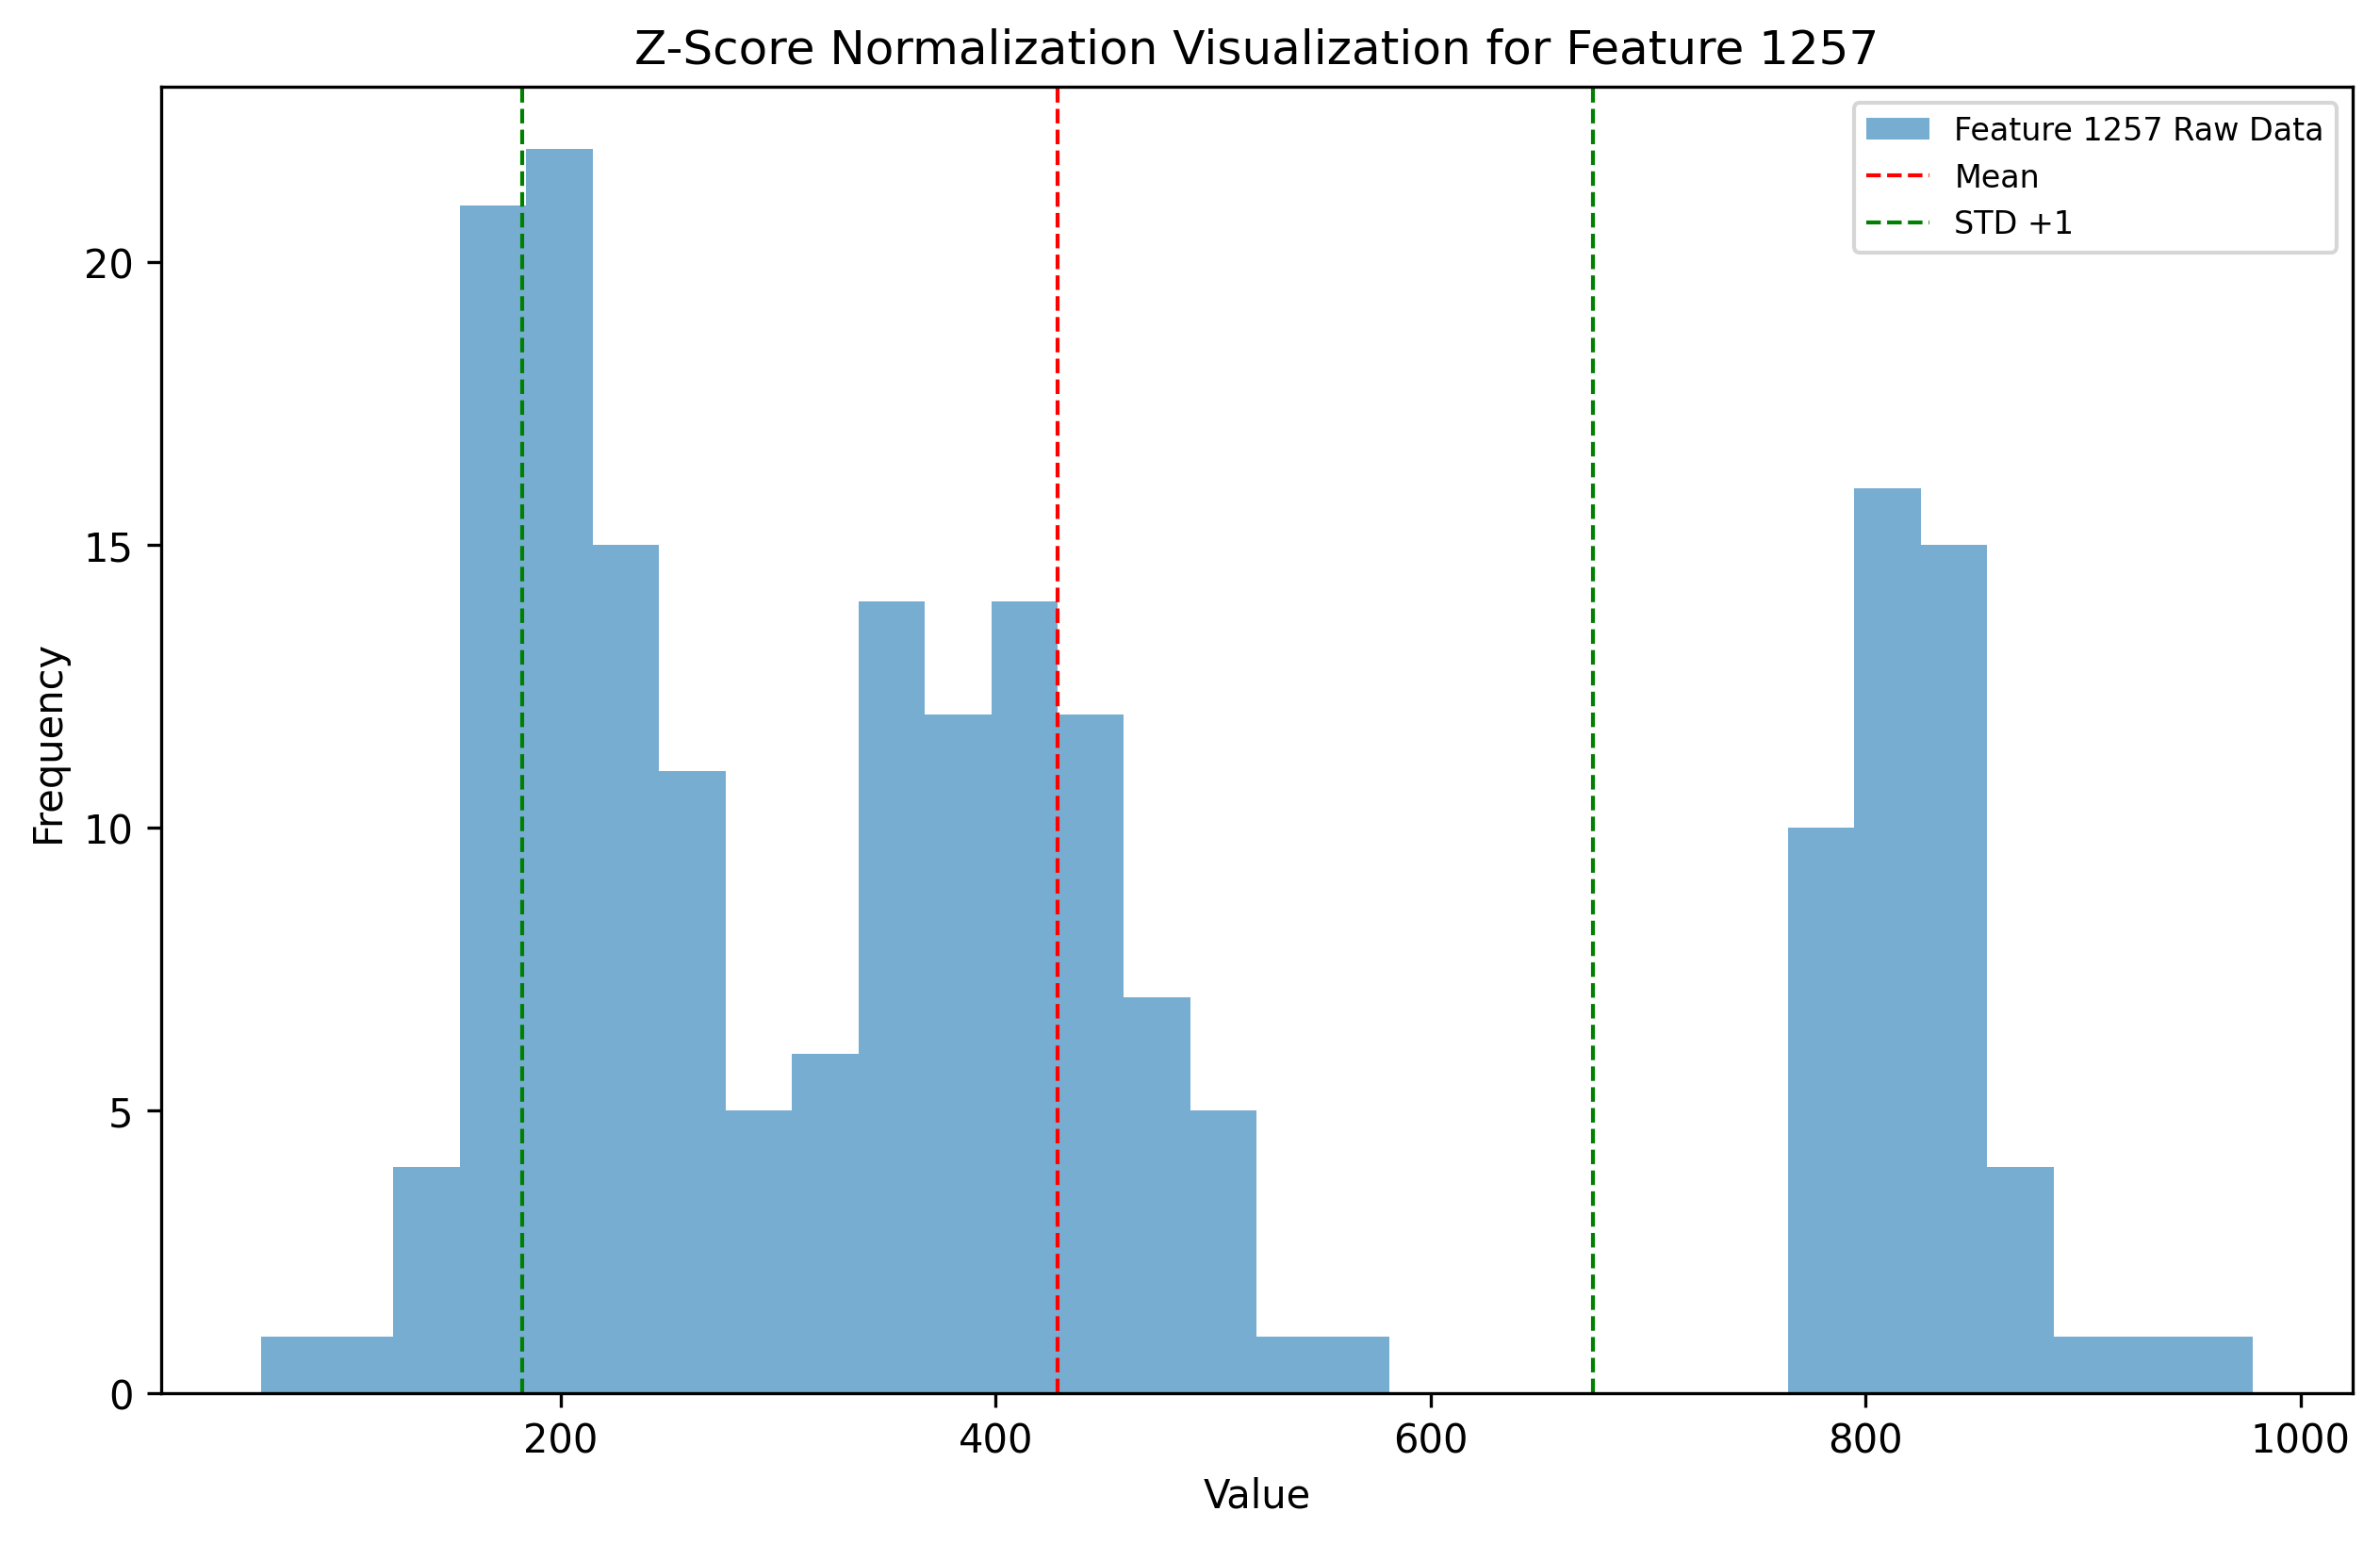 Z-Score Normalization Visualization for Feature 1257
Feature 1257 Raw Data
Mean
STD +1
20
15
10
5
0
Frequency
200
400
600
800
1000
Value